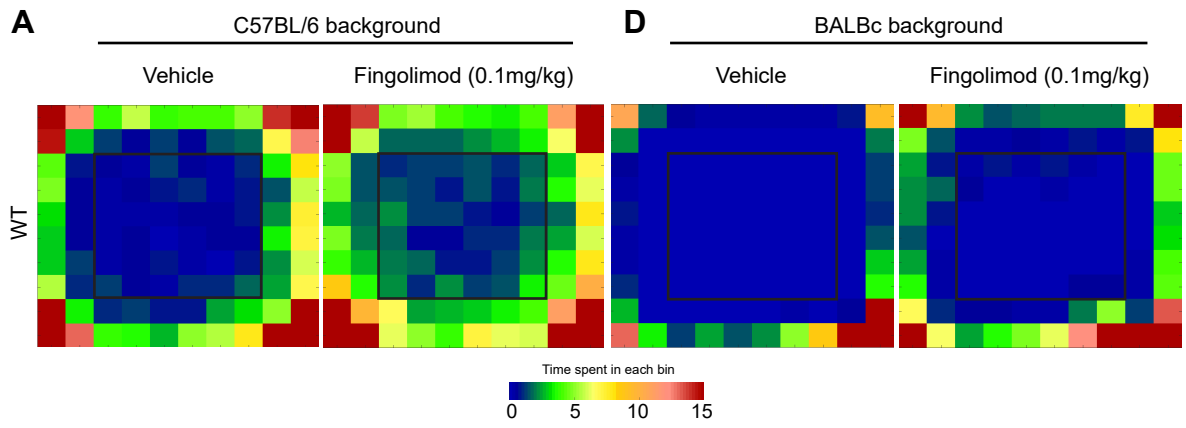 A
C57BL/6 background
Vehicle
Fingolimod (0.1mg/kg)
D
BALBc background
Vehicle
Fingolimod (0.1mg/kg)
WT
Time spent in each bin
0 5 10 15